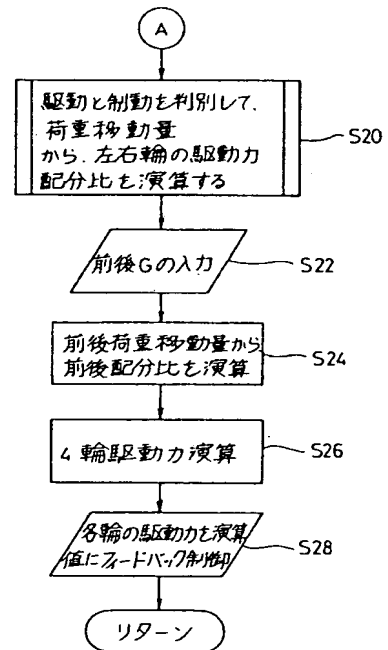 A
駆動と制動を判別して、
荷重移動量
から、左右輪の駆動力
配分比を演算する
S20
前後Gの入力
S22
前後荷重移動量から
前後配分比を演算
S24
4輪駆動力演算
S26
各輪の駆動力を演算
値にフィードバック制御
S28
リターン